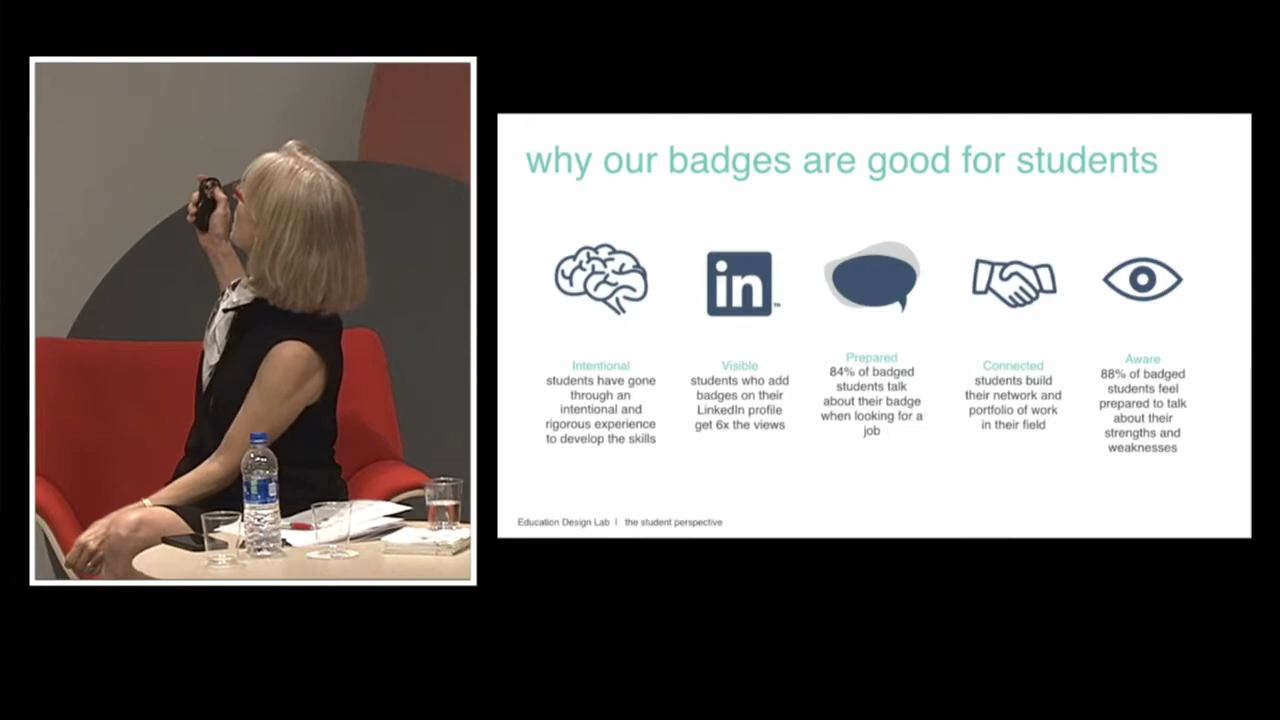 why our badges are good for students
in
TM
Intentional
students have gone
through an
intentional and
rigorous experience
to develop the skills
Visible
students who add
badges on their
LinkedIn profile
get 6x the views
Prepared
84% of badged
students talk
about their badge
when looking for a
job
Connected
students build
their network and
portfolio of work
in their field
Aware
88% of badged
students feel
prepared to talk
about their
strengths and
weaknesses
Education Design Lab | the student perspective